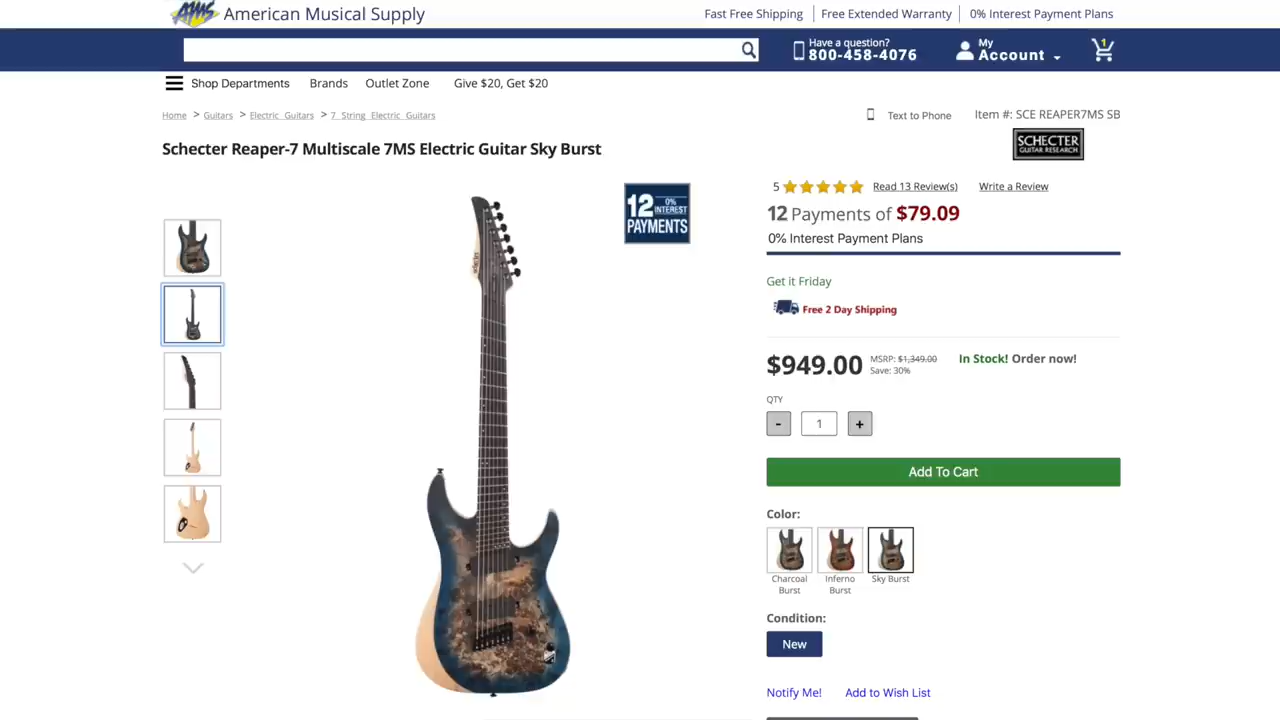 AMS American Musical Supply
Fast Free Shipping
Free Extended Warranty
0% Interest Payment Plans
Have a question?
800-458-4076
My
Account
1
Shop Departments
Brands
Outlet Zone
Give $20, Get $20
Home > Guitars > Electric Guitars > 7 String Electric Guitars
Text to Phone
Item #: SCE REAPER7MS SB
SCHECTER
GUITAR RESEARCH
Schecter Reaper-7 Multiscale 7MS Electric Guitar Sky Burst
12 0%
INTEREST
PAYMENTS
schecter
5
Read 13 Review(s)
Write a Review
12 Payments of $79.09
0% Interest Payment Plans
Get it Friday
Free 2 Day Shipping
$949.00
MSRP: $1,349.00
Save: 30%
In Stock! Order now!
QTY
- 1 +
Add To Cart
Color:
Charcoal
Burst
Inferno
Burst
Sky Burst
Condition:
New
Notify Me!
Add to Wish List